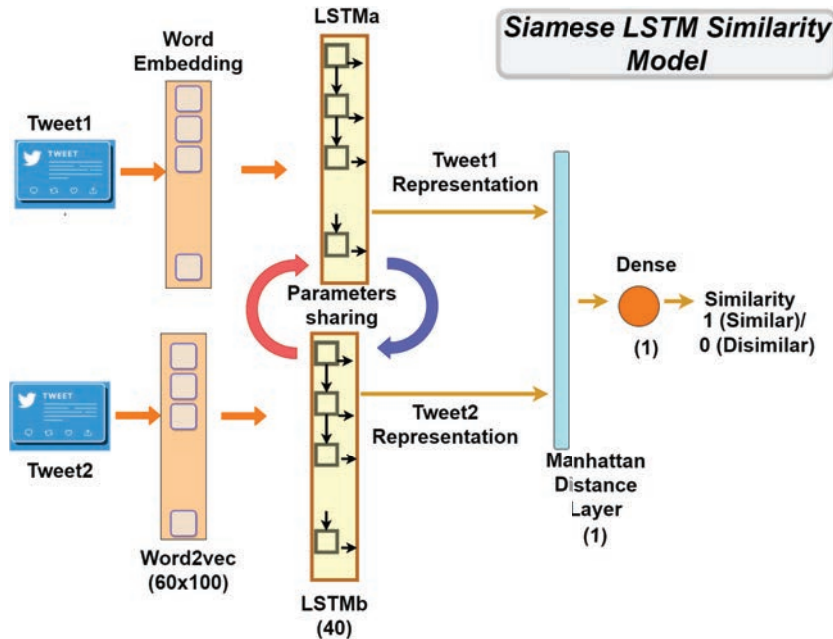 Siamese LSTM Similarity
Model
LSTMa
Word
Embedding
Tweet1
TWEET
Tweet1
Representation
Parameters
sharing
Dense
(1)
Similarity
1 (Similar)/
0 (Disimilar)
TWEET
Tweet2
Tweet2
Representation
Manhattan
Distance
Layer
(1)
Word2vec
(60x100)
LSTMb
(40)